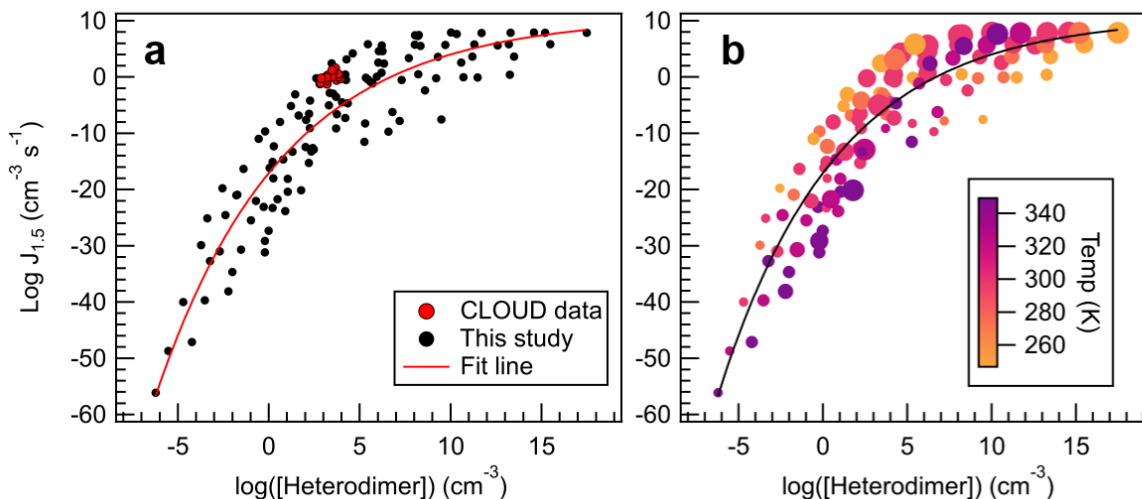 a
10
0
-10
-20
-30
-40
-50
-60
Log J1.5 (cm-3 s-1)
CLOUD data
This study
Fit line
-5 0 5 10 15
log([Heterodimer]) (cm-3)
b
10
0
-10
-20
-30
-40
-50
-60
340
320
300
280
260
Temp (K)
-5 0 5 10 15
log([Heterodimer]) (cm-3)